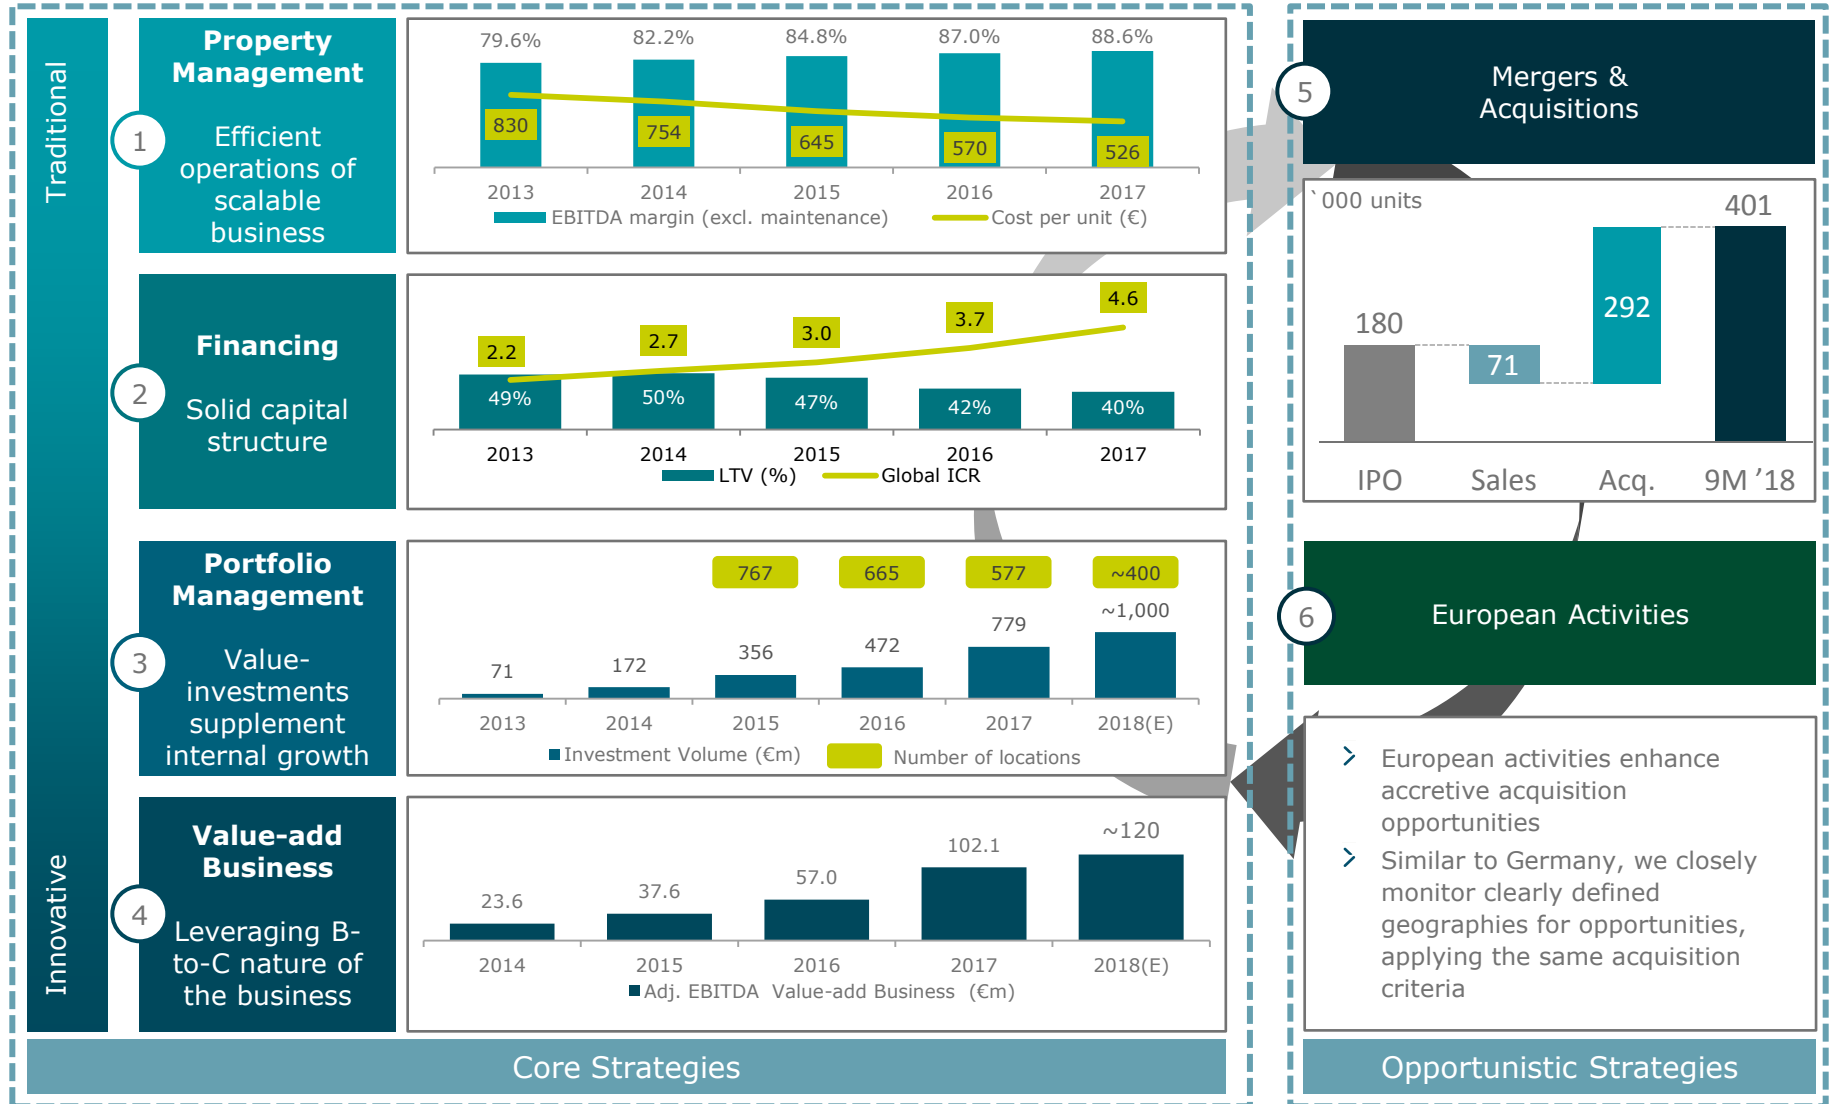 Traditional
Innovative
1
Property
Management
Efficient
operations of
scalable
business
79.6%
82.2%
84.8%
87.0%
88.6%
830
754
645
570
526
2013
2014
2015
2016
2017
EBITDA margin (excl. maintenance)
Cost per unit (€)
2
Financing
Solid capital
structure
2.2
2.7
3.0
3.7
4.6
49%
50%
47%
42%
40%
2013
2014
2015
2016
2017
LTV (%)
Global ICR
3
Portfolio
Management
Value-
investments
supplement
internal growth
767
665
577
~400
71
172
356
472
779
~1,000
2013
2014
2015
2016
2017
2018(E)
Investment Volume (€m)
Number of locations
4
Value-add
Business
Leveraging B-
to-C nature of
the business
23.6
37.6
57.0
102.1
~120
2014
2015
2016
2017
2018(E)
Adj. EBITDA Value-add Business (€m)
Core Strategies
5
Mergers &
Acquisitions
`000 units
180
71
292
401
IPO
Sales
Acq.
9M ’18
6
European Activities
European activities enhance
accretive acquisition
opportunities
Similar to Germany, we closely
monitor clearly defined
geographies for opportunities,
applying the same acquisition
criteria
Opportunistic Strategies